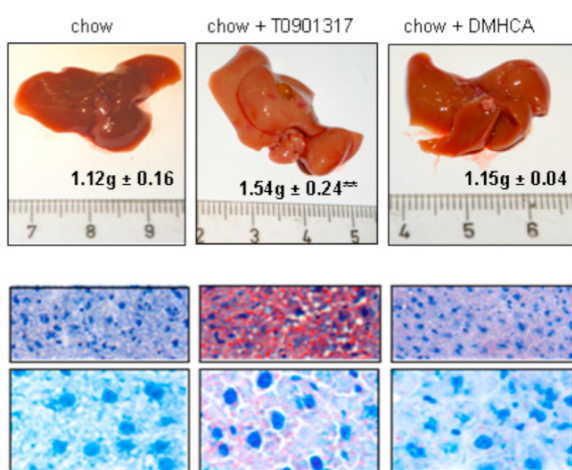 chow
chow + T0901317
chow + DMHCA
1.12g ± 0.16
1.54g ± 0.24**
1.15g ± 0.04
7 8 9
2 3 4 5
4 5 6